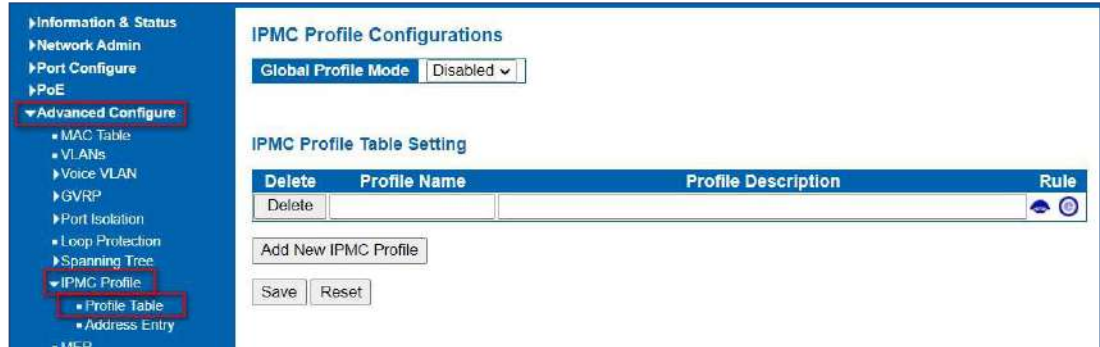 Information & Status
Network Admin
Port Configure
PoE
Advanced Configure
MAC Table
VLANs
Voice VLAN
GVRP
Port Isolation
Loop Protection
Spanning Tree
IPMC Profile
Profile Table
Address Entry
MEP
IPMC Profile Configurations
Global Profile Mode Disabled
IPMC Profile Table Setting
Delete Profile Name Profile Description Rule
Delete
Add New IPMC Profile
Save Reset